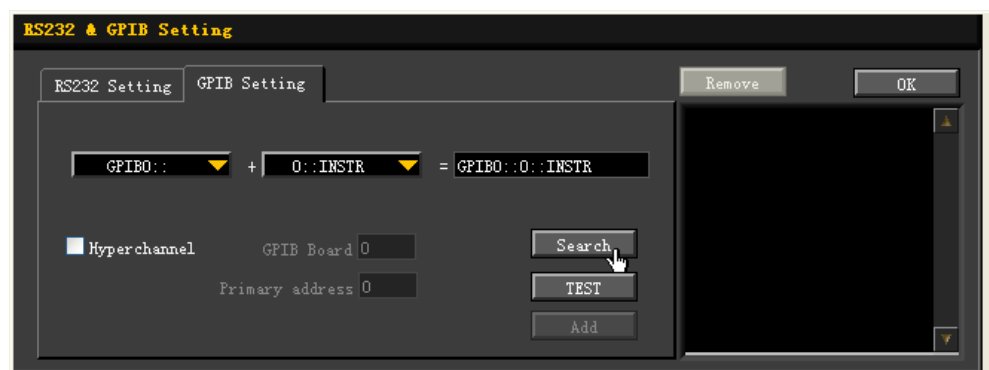 RS232 & GPIB Setting
RS232 Setting GPIB Setting Remove OK
GPIB0:: + 0::INSTR = GPIB0::0::INSTR
Hyperchannel GPIB Board 0 Search
Primary address 0 TEST
Add